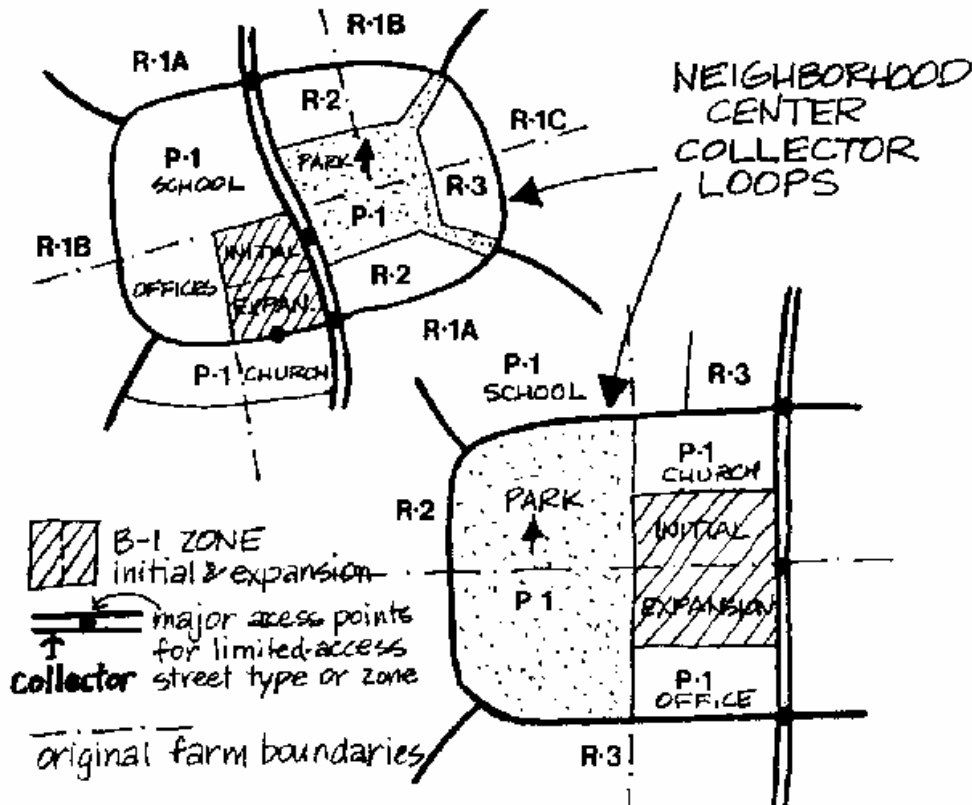 R-1B
R-1A
NEIGHBORHOOD
CENTER
COLLECTOR
LOOPS
R-2
R-1C
PARK
P-1
SCHOOL
R-3
P-1
R-1B
INITIAL
OFFICES
R-2
EXPAN.
R-1A
P-1 CHURCH
P-1
SCHOOL
R-3
P-1
CHURCH
PARK
R-2
INITIAL
B-1 ZONE
initial & expansion
P-1
EXPANSION
major access points
for limited-access
Collector street type or zone
P-1
OFFICE
original farm boundaries
R-3